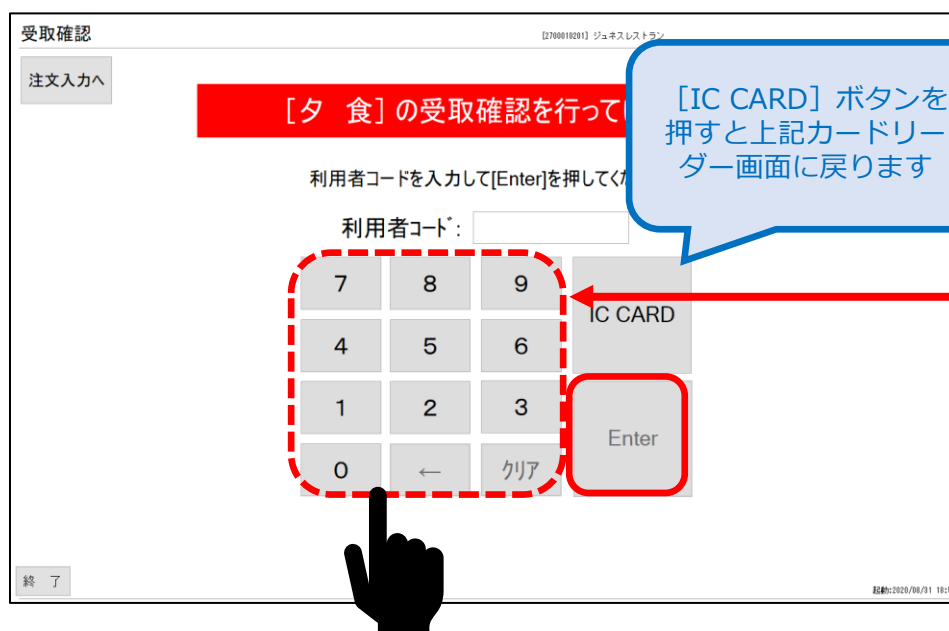 受取確認
[2700010201] ジュネスレストラン
注文入力へ
［夕　食］の受取確認を行って
［IC CARD］ボタンを
押すと上記カードリー
ダー画面に戻ります
利用者コードを入力して[Enter]を押してく
利用者ｺｰﾄﾞ:
7 8 9
IC CARD
4 5 6
1 2 3
Enter
0 ← ｸﾘｱ
終　了
起動:2020/08/31 18: